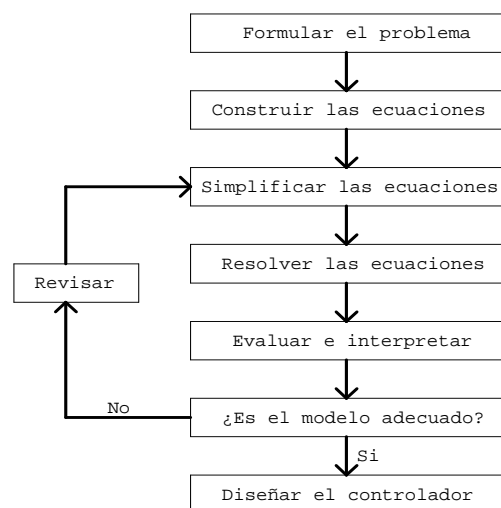 Formular el problema
Construir las ecuaciones
Simplificar las ecuaciones
Resolver las ecuaciones
Revisar
Evaluar e interpretar
No
¿Es el modelo adecuado?
Si
Diseñar el controlador